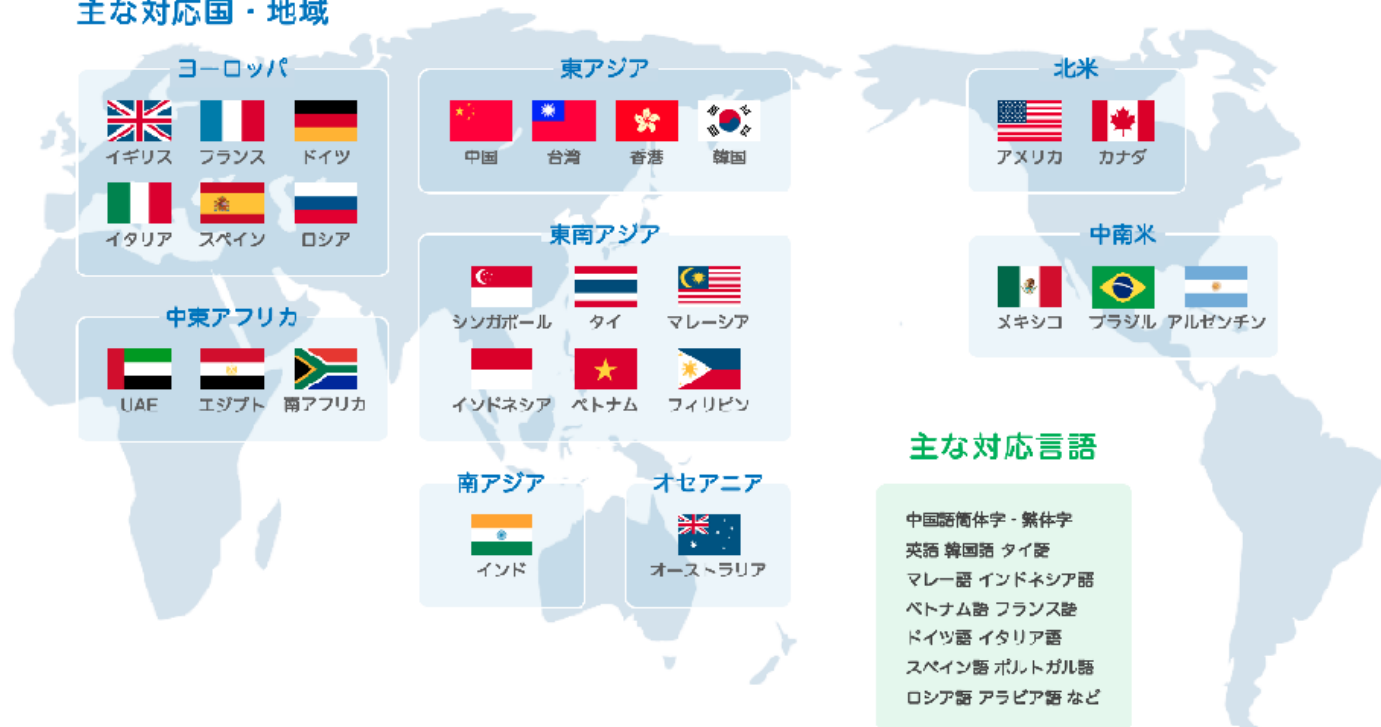 主な対応国・地域
ヨーロッパ
イギリス フランス ドイツ
イタリア スペイン ロシア
東アジア
中国 台湾 香港 韓国
北米
アメリカ カナダ
東南アジア
シンガポール タイ マレーシア
インドネシア ベトナム フィリピン
中南米
メキシコ ブラジル アルゼンチン
中東アフリカ
UAE エジプト 南アフリカ
南アジア
インド
オセアニア
オーストラリア
主な対応言語
中国語簡体字・繁体字
英語 韓国語 タイ語
マレー語 インドネシア語
ベトナム語 フランス語
ドイツ語 イタリア語
スペイン語 ポルトガル語
ロシア語 アラビア語 など